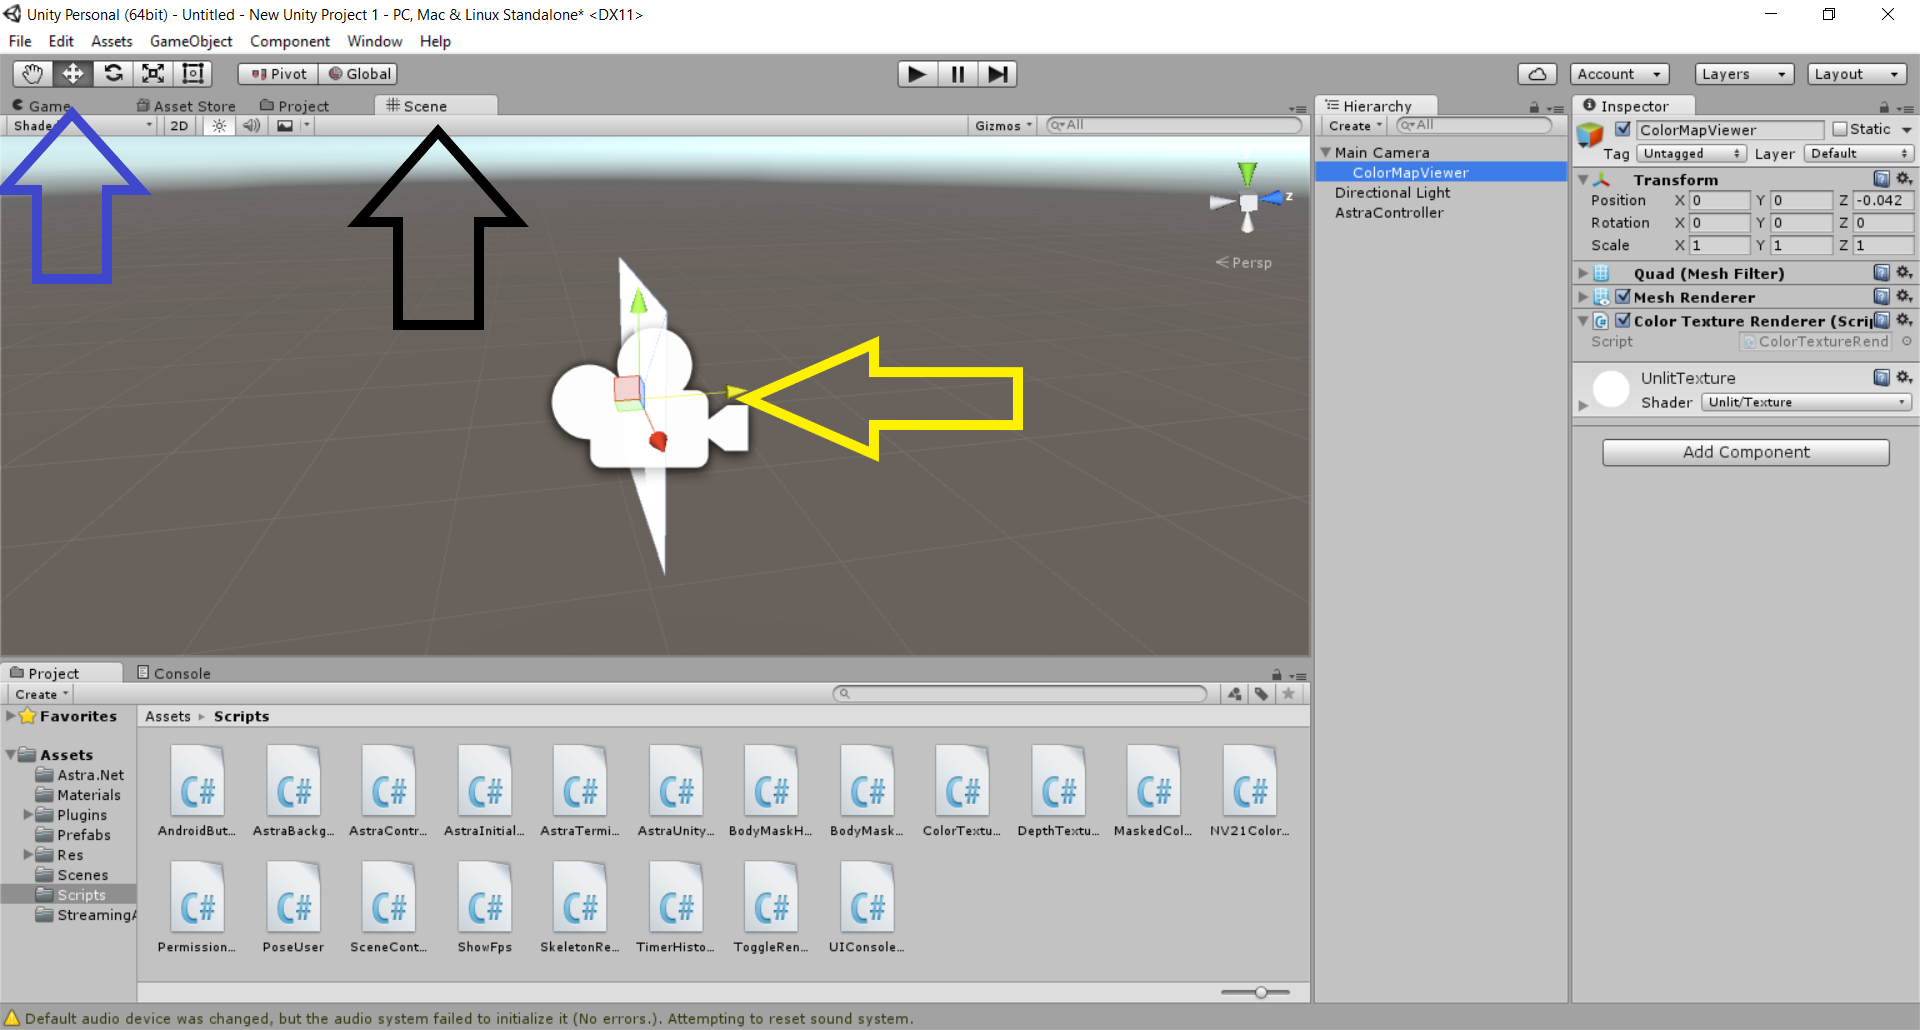 Unity Personal (64bit) - Untitled - New Unity Project 1 - PC, Mac & Linux Standalone* <DX11>
File Edit Assets GameObject Component Window Help
Pivot Global Account Layers Layout
Game Asset Store Project Scene
Shade 2D Gizmos All
Persp
z
Hierarchy
Create All
Main Camera
ColorMapViewer
Directional Light
AstraController
Inspector
ColorMapViewer Static
Tag Untagged Layer Default
Transform
Position X 0 Y 0 Z -0.042
Rotation X 0 Y 0 Z 0
Scale X 1 Y 1 Z 1
Quad (Mesh Filter)
Mesh Renderer
Color Texture Renderer (Scrip
Script ColorTextureRend
UnlitTexture
Shader Unlit/Texture
Add Component
Project Console
Create
Favorites
Assets
Astra.Net
Materials
Plugins
Prefabs
Res
Scenes
Scripts
StreamingA
Assets Scripts
C# C# C# C# C# C# C# C# C# C# C# C#
AndroidBut... AstraBackg... AstraContr... AstraInitial... AstraTermi... AstraUnity... BodyMaskH... BodyMask... ColorTextu... DepthTextu... MaskedCol... NV21Color...
C# C# C# C# C# C# C# C#
Permission... PoseUser SceneCont... ShowFps SkeletonRe... TimerHisto... ToggleRen... UIConsole...
Default audio device was changed, but the audio system failed to initialize it (No errors.). Attempting to reset sound system.